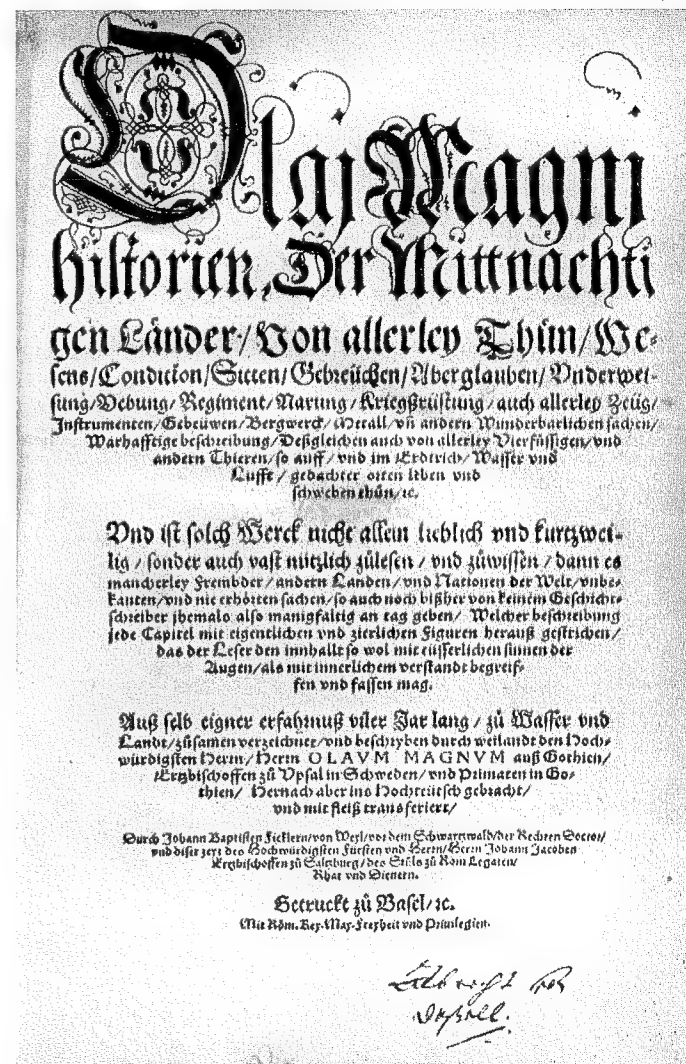 Olaj Magni
historien, Der Mittnachti
gen Länder/ Von allerley Thůn/ We-
sens/ Condition/ Sitten/ Gebreüchen/ Aberglauben/ Vnderwei-
sung/ Vebung/ Regiment/ Narung/ Kriegßrüstung/ auch allerley Zeüg/
Instrumenten/ Gebeüwen/ Bergwerck/ Metall/ vñ andern Wunderbarlichen sachen/
Warhafftige beschreibung/ Deßgleichen auch von allerley Vierfüssigen/ vnd
andern Thieren/ so auff/ vnd im Erdtrich/ Wasser vnd
Lufft/ gedachter orten leben vnd
schweben thůn/ ꝛc.
Vnd ist solch Werck nicht allein lieblich vnd kurtzwei-
lig/ sonder auch vast nützlich zůlesen/ vnd zůwissen/ dann es
mancherley Frembder/ andern Landen/ vnd Nationen der Welt/ vnbe-
kanten/ vnd nie erhörten sachen/ so auch noch bißher von keinem Geschicht-
schreiber jhemalo also manigfaltig an tag geben/ Welcher beschreibung
jede Capitel mit eigentlichen vnd zierlichen Figuren herauß gestrichen/
das der Leser den innhallt so wol mit eüsserlichen sinnen der
Augen/ als mit innerlichem verstandt begreif-
fen vnd fassen mag.
Auß selb eigner erfahrnuß viler Jar lang/ zů Wasser vnd
Landt/ zůsamen verzeichnet/ vnd beschryben durch weilandt den Hoch-
würdigsten Herrn/ Herrn OLAVM MAGNVM auß Gothien/
Ertzbischoffen zů Vpsal in Schweden/ vnd Primaten in Go-
thien/ Hernach aber ins Hochteütsch gebracht/
vnd mit fleiß transferiert/
Durch Johann Baptisten Ficklern/ von Weyl/ vor dem Schwartzwald/ der Rechten Doctor/
vnd diser zeyt des Hochwürdigsten Fürsten vnd Herrn/ Herrn Johann Jacoben
Ertzbischoffen zů Saltzburg/ des Stůls zů Rom Legaten/
Rhat vnd Dienern.
Getruckt zů Basel/ ꝛc.
Mit Röm. Key. May. Freyheit vnd Priuilegien.